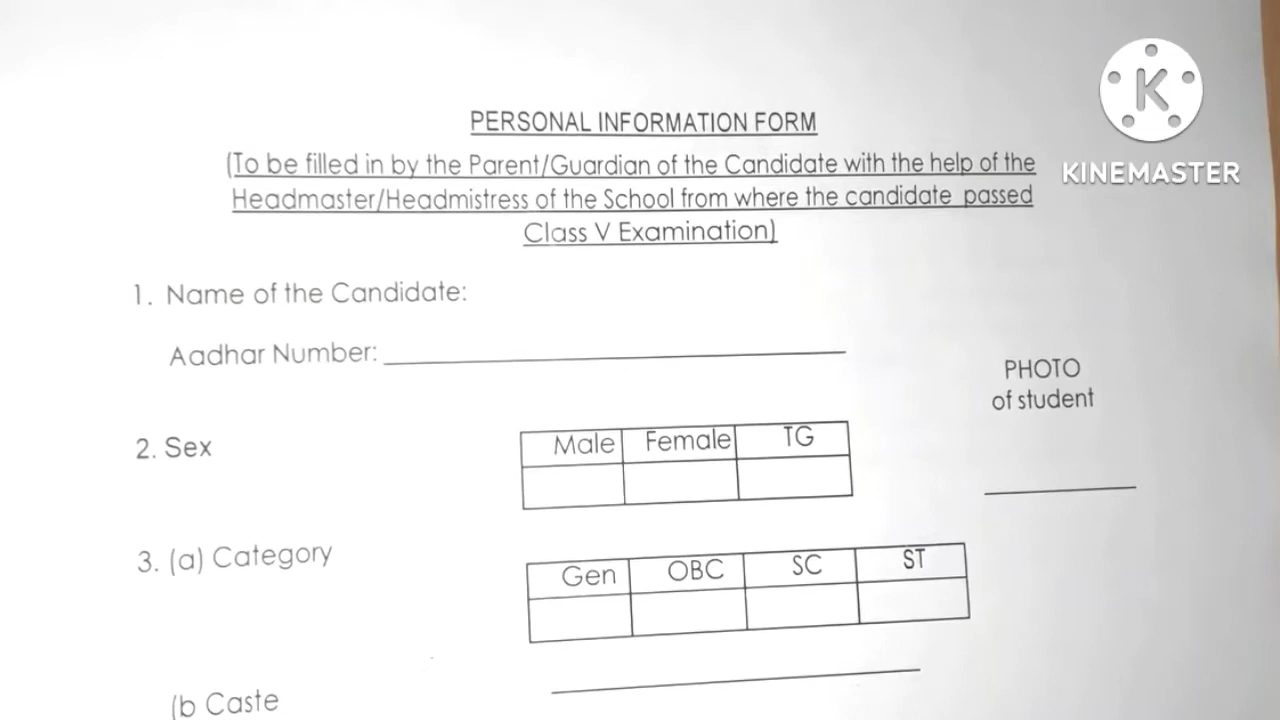 PERSONAL INFORMATION FORM
(To be filled in by the Parent/Guardian of the Candidate with the help of the
Headmaster/Headmistress of the School from where the candidate passed
Class V Examination)
K
KINEMASTER
1. Name of the Candidate:
Aadhar Number:
PHOTO
of student
2. Sex
Male Female TG
3. (a) Category
Gen OBC SC ST
(b Caste